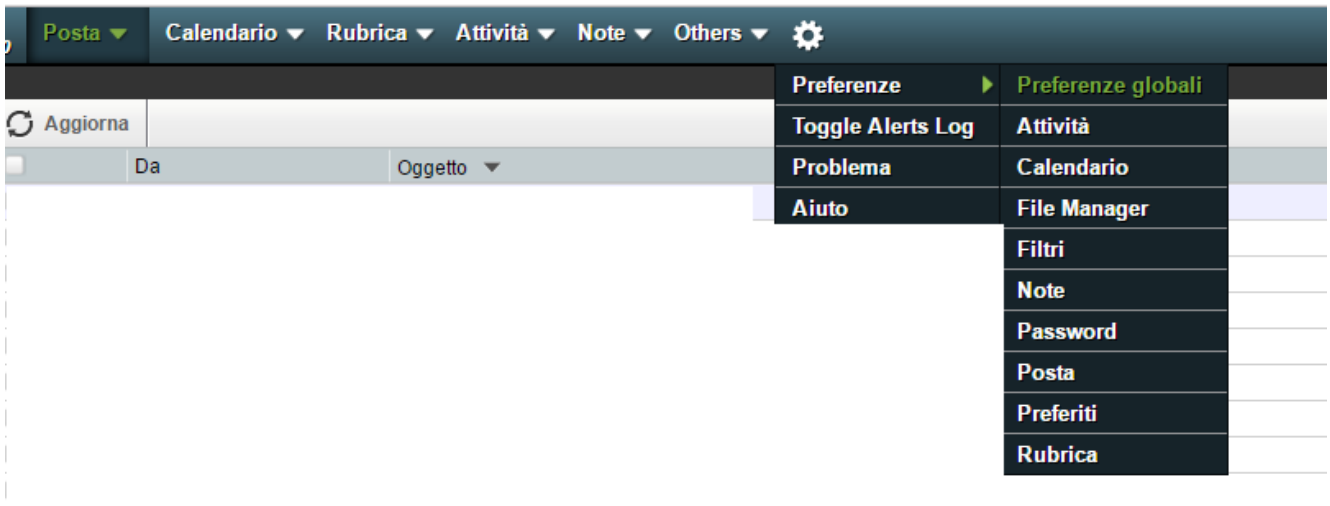 Posta Calendario Rubrica Attività Note Others
Preferenze Preferenze globali
Aggiorna Toggle Alerts Log Attività
Da Oggetto Problema Calendario
Aiuto File Manager
Filtri
Note
Password
Posta
Preferiti
Rubrica